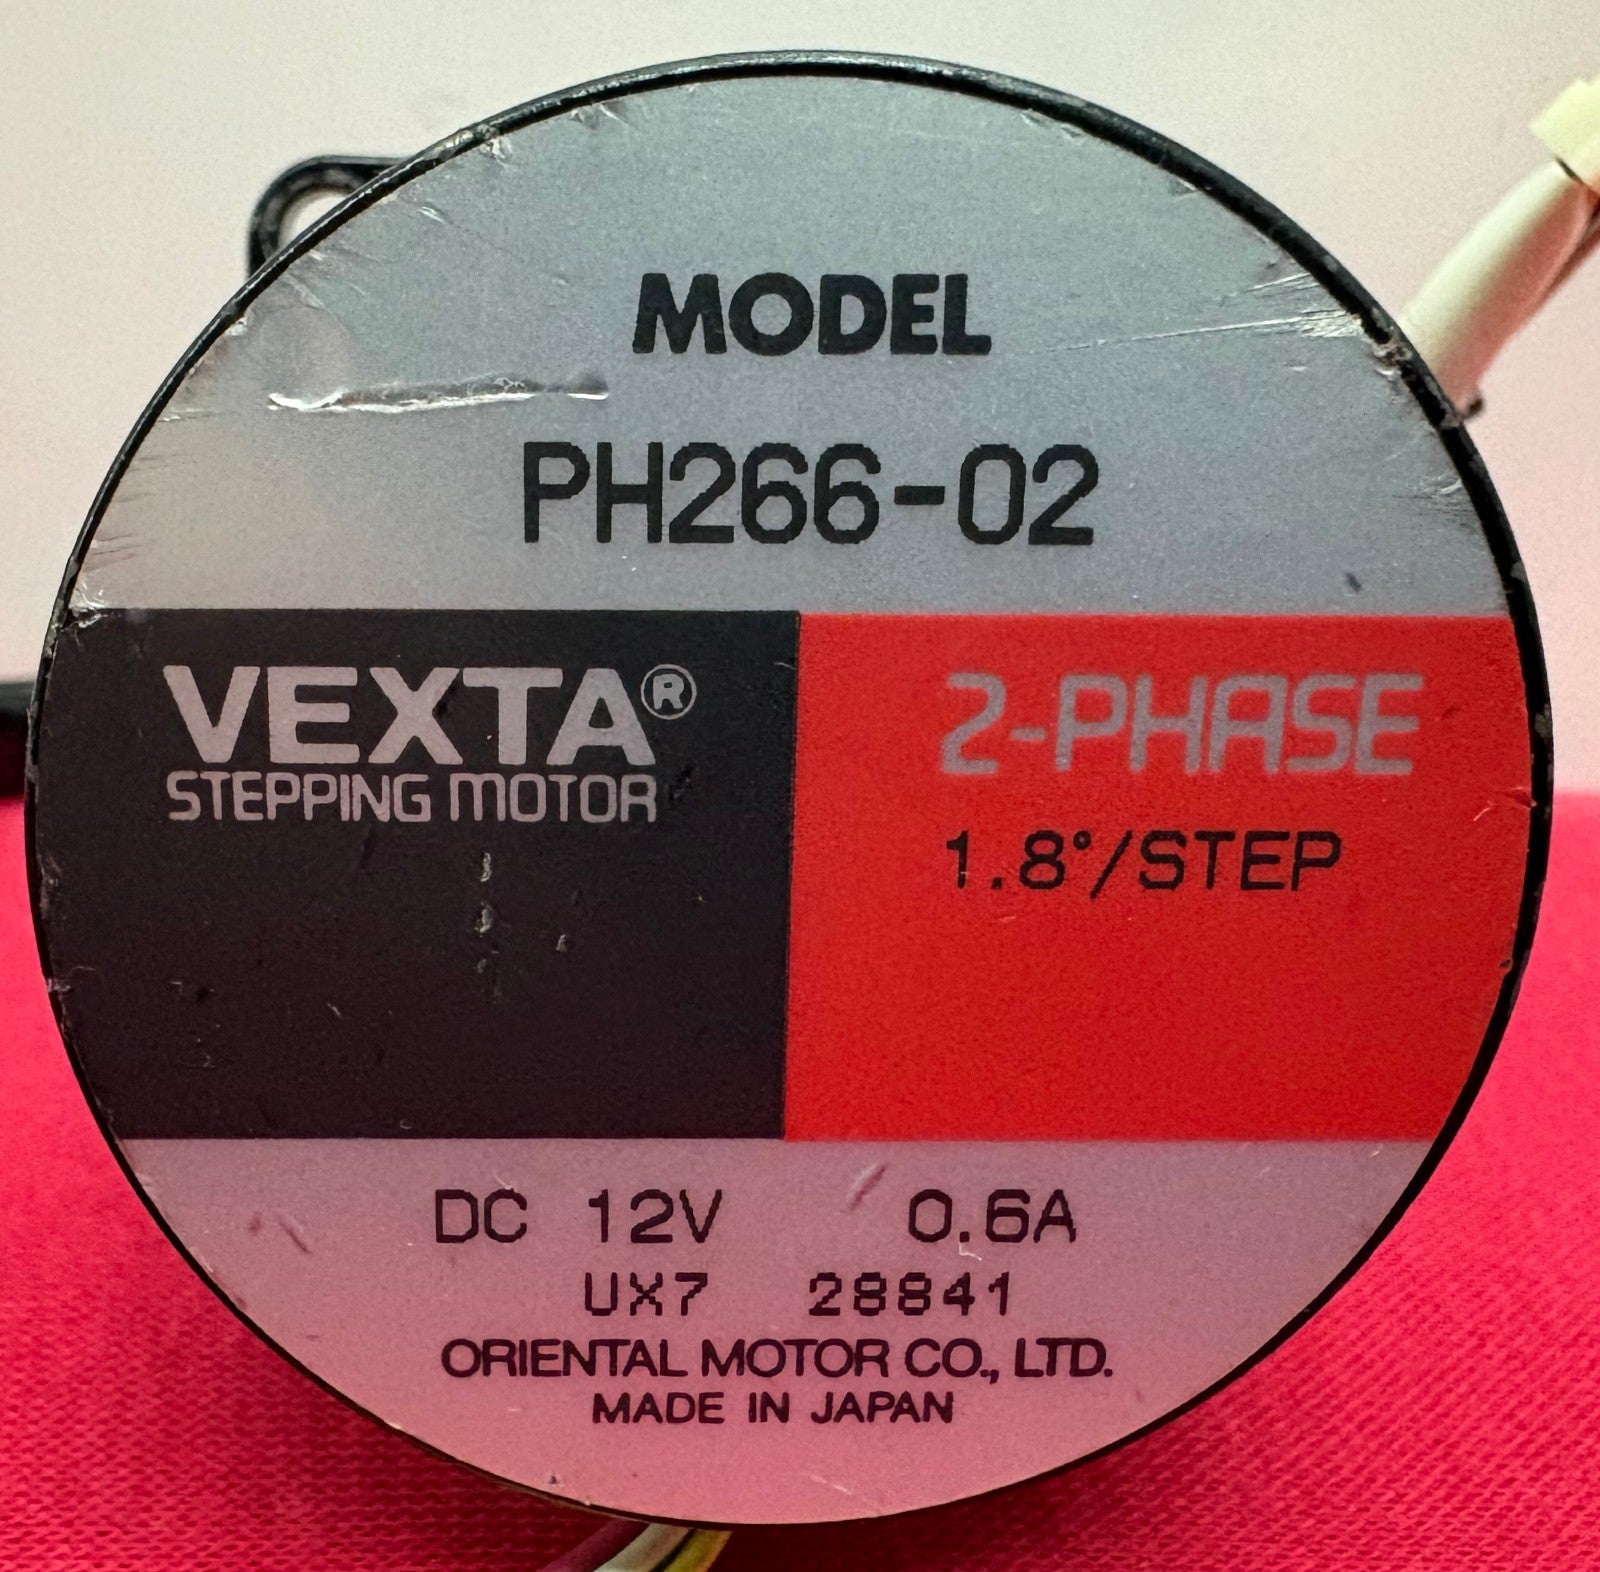 MODEL
PH266-02
VEXTA®
STEPPING MOTOR
2-PHASE
1.8°/STEP
DC 12V 0.6A
UX7 28841
ORIENTAL MOTOR CO., LTD.
MADE IN JAPAN